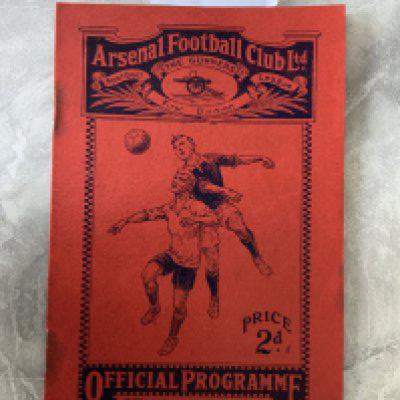 Arsenal Football Club Ltd.
THE GUNNERS
PRICE
2d
OFFICIAL PROGRAMME